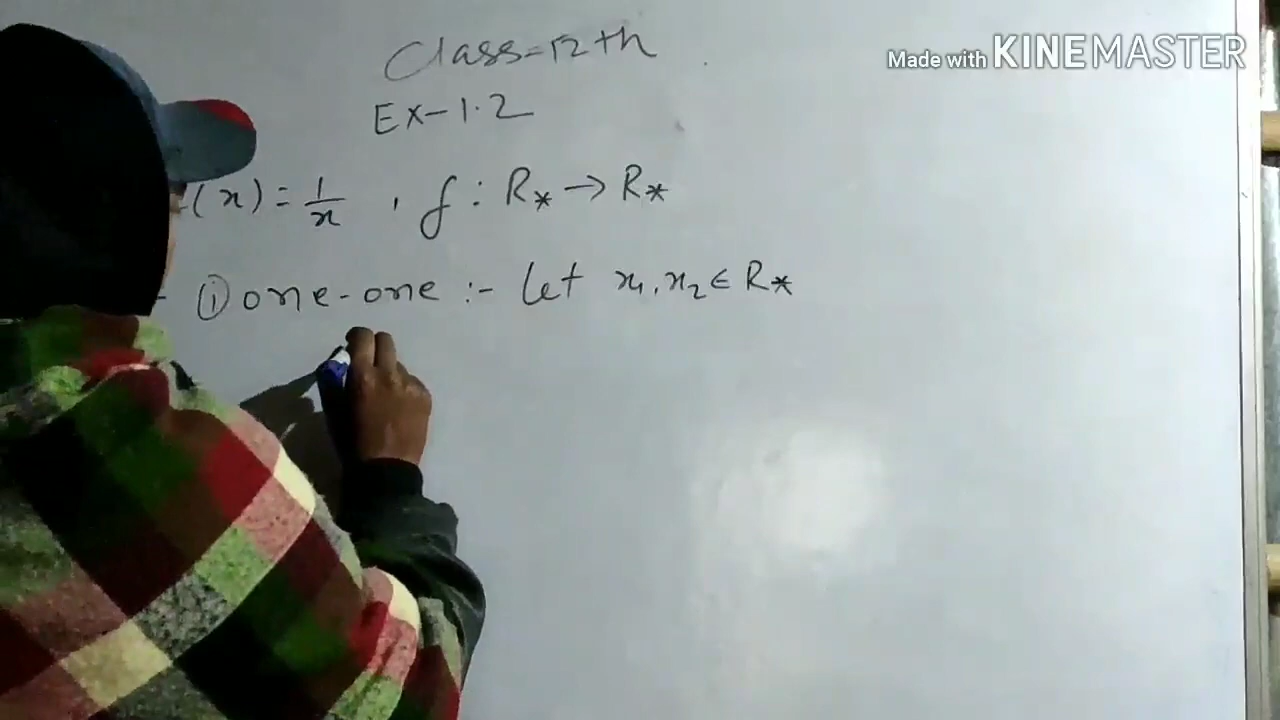 Class=12th
Made with KINEMASTER
Ex-1.2
(x) = 1/x , f : R* → R*
① one-one :- Let x₁, x₂ ∈ R*